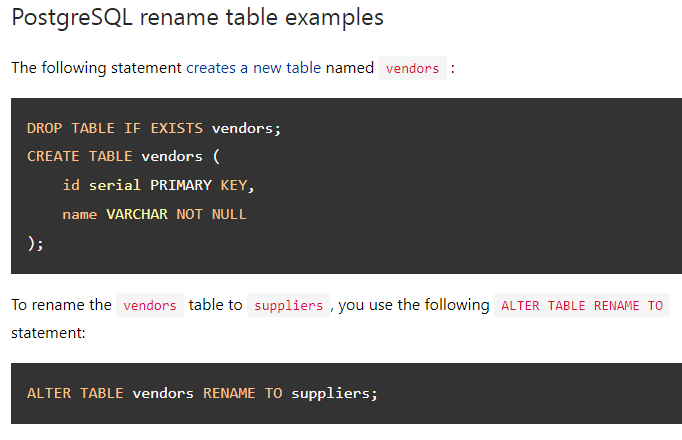 PostgreSQL rename table examples
The following statement creates a new table named vendors :
DROP TABLE IF EXISTS vendors;
CREATE TABLE vendors (
    id serial PRIMARY KEY,
    name VARCHAR NOT NULL
);
To rename the vendors table to suppliers , you use the following ALTER TABLE RENAME TO
statement:
ALTER TABLE vendors RENAME TO suppliers;